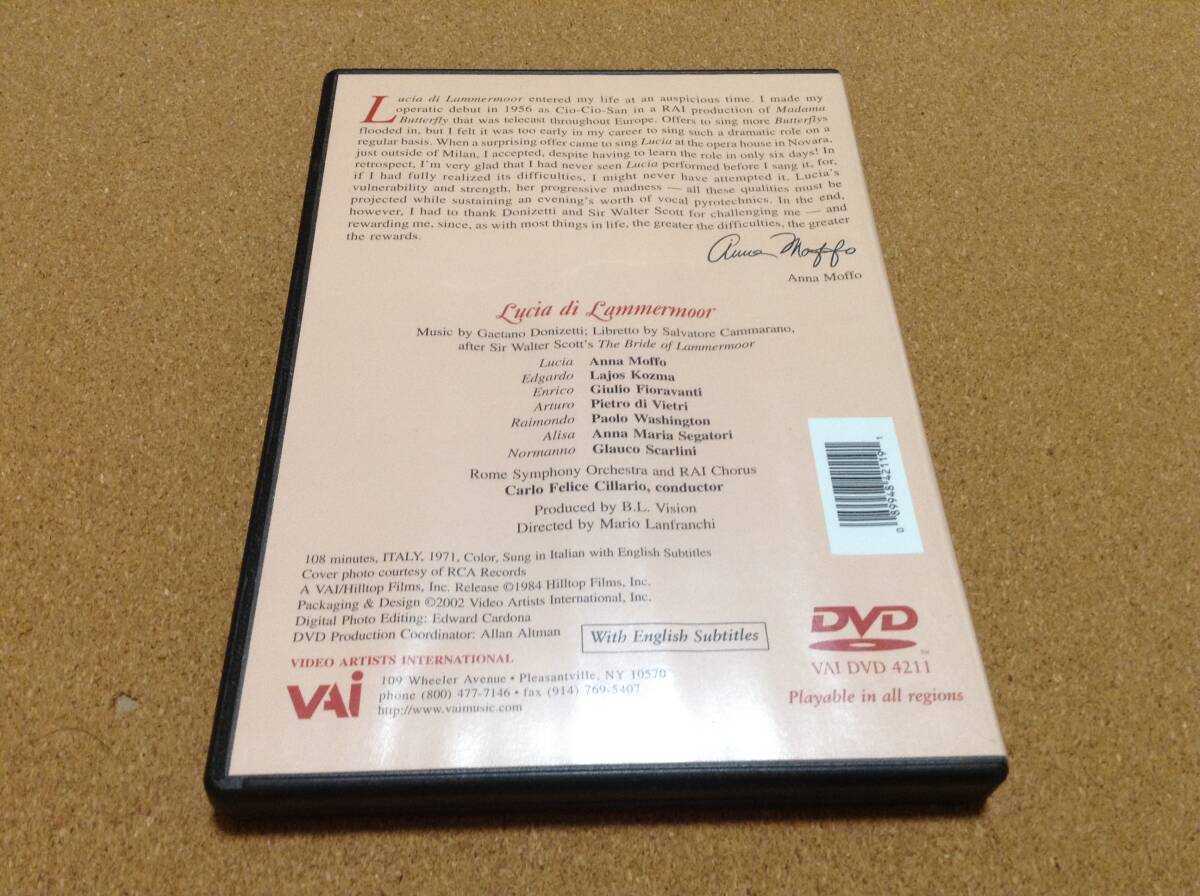 Lucia di Lammermoor entered my life at an auspicious time. I made my
operatic debut in 1956 as Cio-Cio-San in a RAI production of Madama
Butterfly that was telecast throughout Europe. Offers to sing more Butterflys
flooded in, but I felt it was too early in my career to sing such a dramatic role on a
regular basis. When a surprising offer came to sing Lucia at the opera house in Novara,
just outside of Milan, I accepted, despite having to learn the role in only six days! In
retrospect, I'm very glad that I had never seen Lucia performed before I sang it, for,
if I had fully realized its difficulties, I might never have attempted it. Lucia's
vulnerability and strength, her progressive madness — all these qualities must be
projected while sustaining an evening's worth of vocal pyrotechnics. In the end,
however, I had to thank Donizetti and Sir Walter Scott for challenging me — and
rewarding me, since, as with most things in life, the greater the difficulties, the greater
the rewards.
Anna Moffo
Anna Moffo
Lucia di Lammermoor
Music by Gaetano Donizetti; Libretto by Salvatore Cammarano,
after Sir Walter Scott's The Bride of Lammermoor
Lucia Anna Moffo
Edgardo Lajos Kozma
Enrico Giulio Fioravanti
Arturo Pietro di Vietri
Raimondo Paolo Washington
Alisa Anna Maria Segatori
Normanno Glauco Scarlini
Rome Symphony Orchestra and RAI Chorus
Carlo Felice Cillario, conductor
Produced by B.L. Vision
Directed by Mario Lanfranchi
0 89948 42119 1
108 minutes, ITALY, 1971, Color, Sung in Italian with English Subtitles
Cover photo courtesy of RCA Records
A VAI/Hilltop Films, Inc. Release ©1984 Hilltop Films, Inc.
Packaging & Design ©2002 Video Artists International, Inc.
Digital Photo Editing: Edward Cardona
DVD Production Coordinator: Allan Altman
With English Subtitles
VIDEO ARTISTS INTERNATIONAL
VAI
109 Wheeler Avenue • Pleasantville, NY 10570
phone (800) 477-7146 • fax (914) 769-5407
http://www.vaimusic.com
DVD
TM
VAI DVD 4211
Playable in all regions